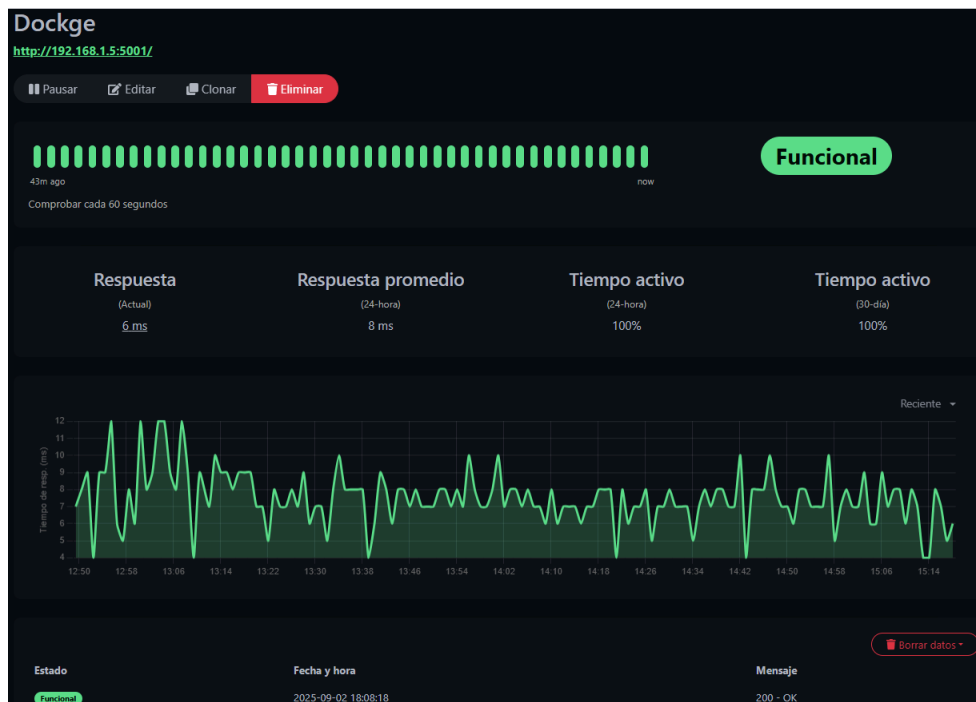 Dockge
http://192.168.1.5:5001/
Pausar Editar Clonar Eliminar
Funcional
43m ago now
Comprobar cada 60 segundos
Respuesta Respuesta promedio Tiempo activo Tiempo activo
(Actual) (24-hora) (24-hora) (30-día)
6 ms 8 ms 100% 100%
Reciente
Tiempo de resp. (ms)
12
11
10
9
8
7
6
5
4
12:50 12:58 13:06 13:14 13:22 13:30 13:38 13:46 13:54 14:02 14:10 14:18 14:26 14:34 14:42 14:50 14:58 15:06 15:14
Borrar datos
Estado Fecha y hora Mensaje
Funcional 2025-09-02 18:08:18 200 - OK